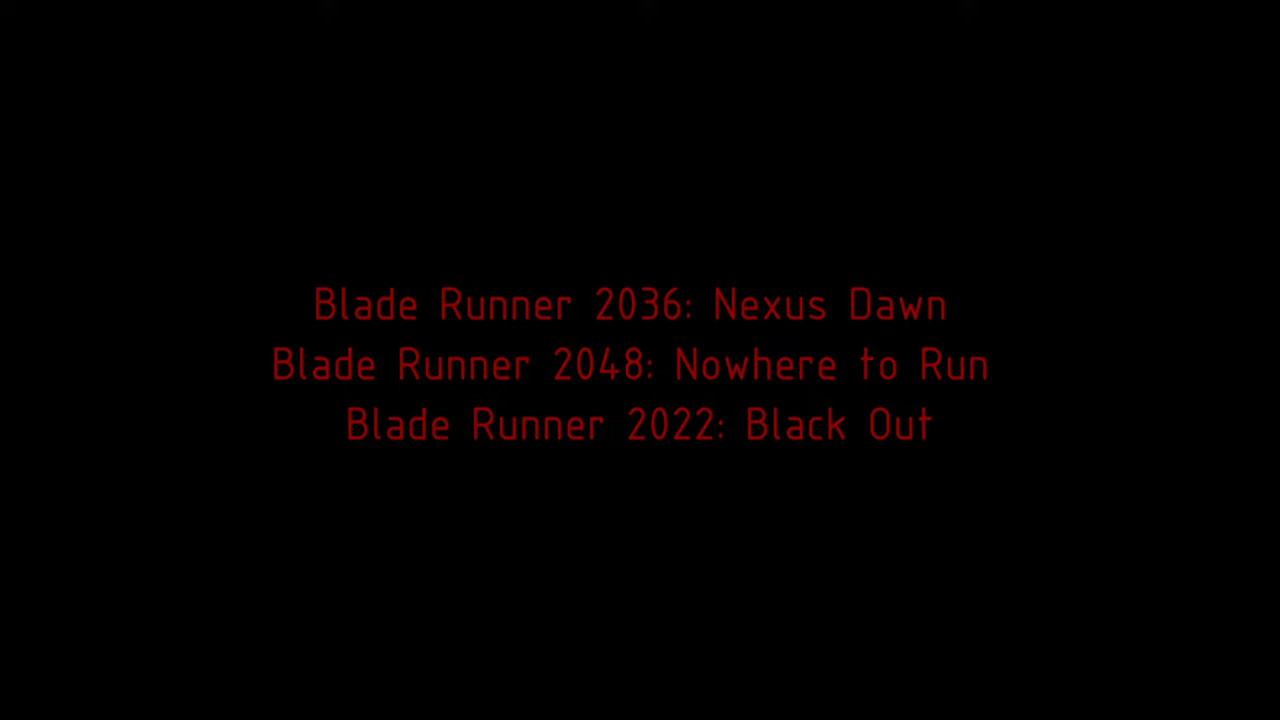 Blade Runner 2036: Nexus Dawn
Blade Runner 2048: Nowhere to Run
Blade Runner 2022: Black Out